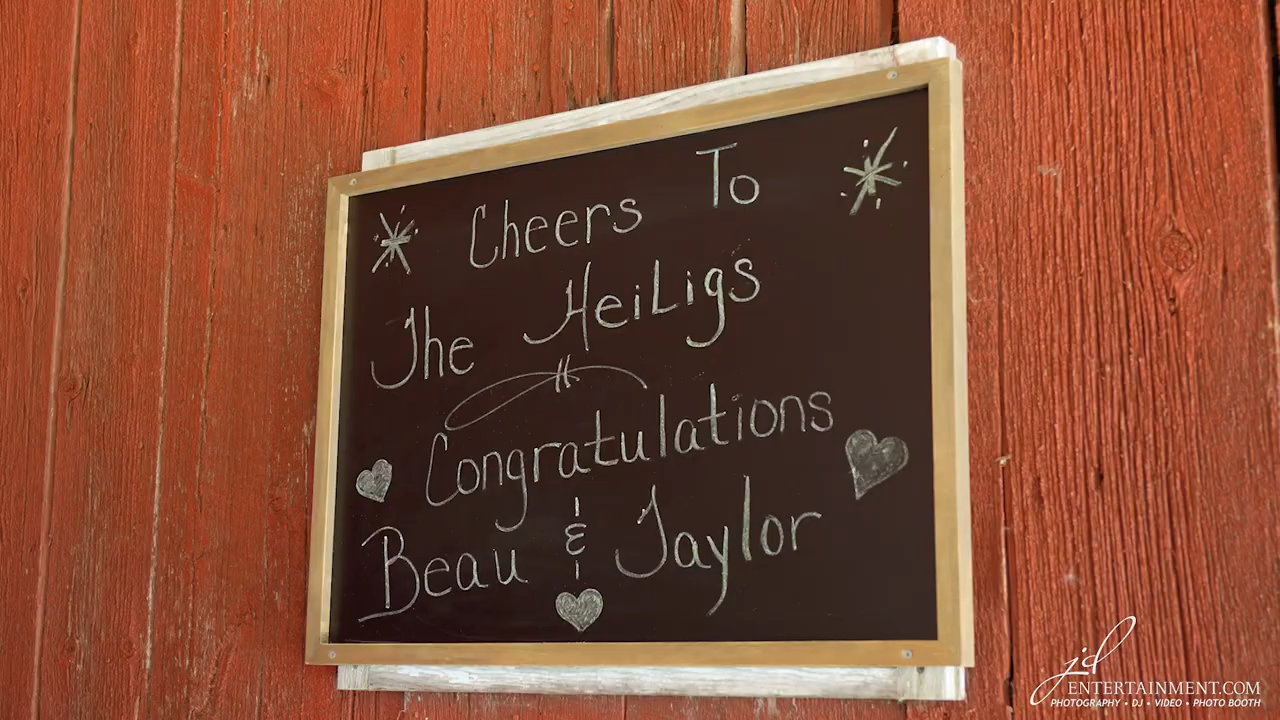 Cheers To
The HeiLigs
Congratulations
Beau & Taylor
jd
ENTERTAINMENT.COM
PHOTOGRAPHY • DJ • VIDEO • PHOTO BOOTH